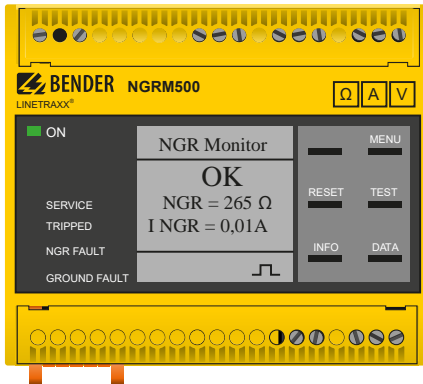 BENDER NGRM500
LINETRAXX®
Ω A V
ON
NGR Monitor
MENU
OK
NGR = 265 Ω
I NGR = 0,01A
SERVICE
TRIPPED
NGR FAULT
GROUND FAULT
RESET TEST
INFO DATA